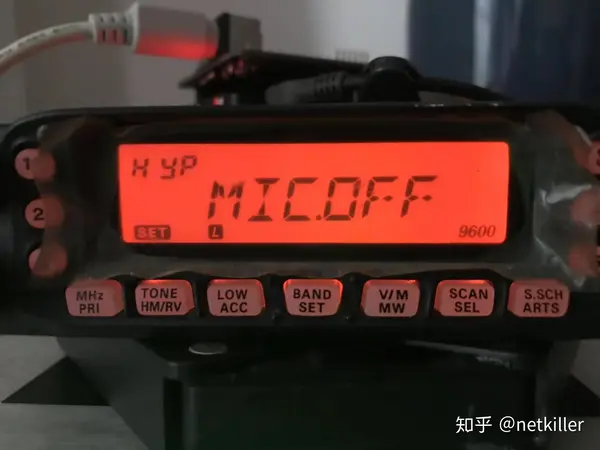 1
H YP
MIC.OFF
2
SET L 9600
MHz PRI
TONE HM/RV
LOW ACC
BAND SET
V/M MW
SCAN SEL
S.SCH ARTS
知乎 @netkiller